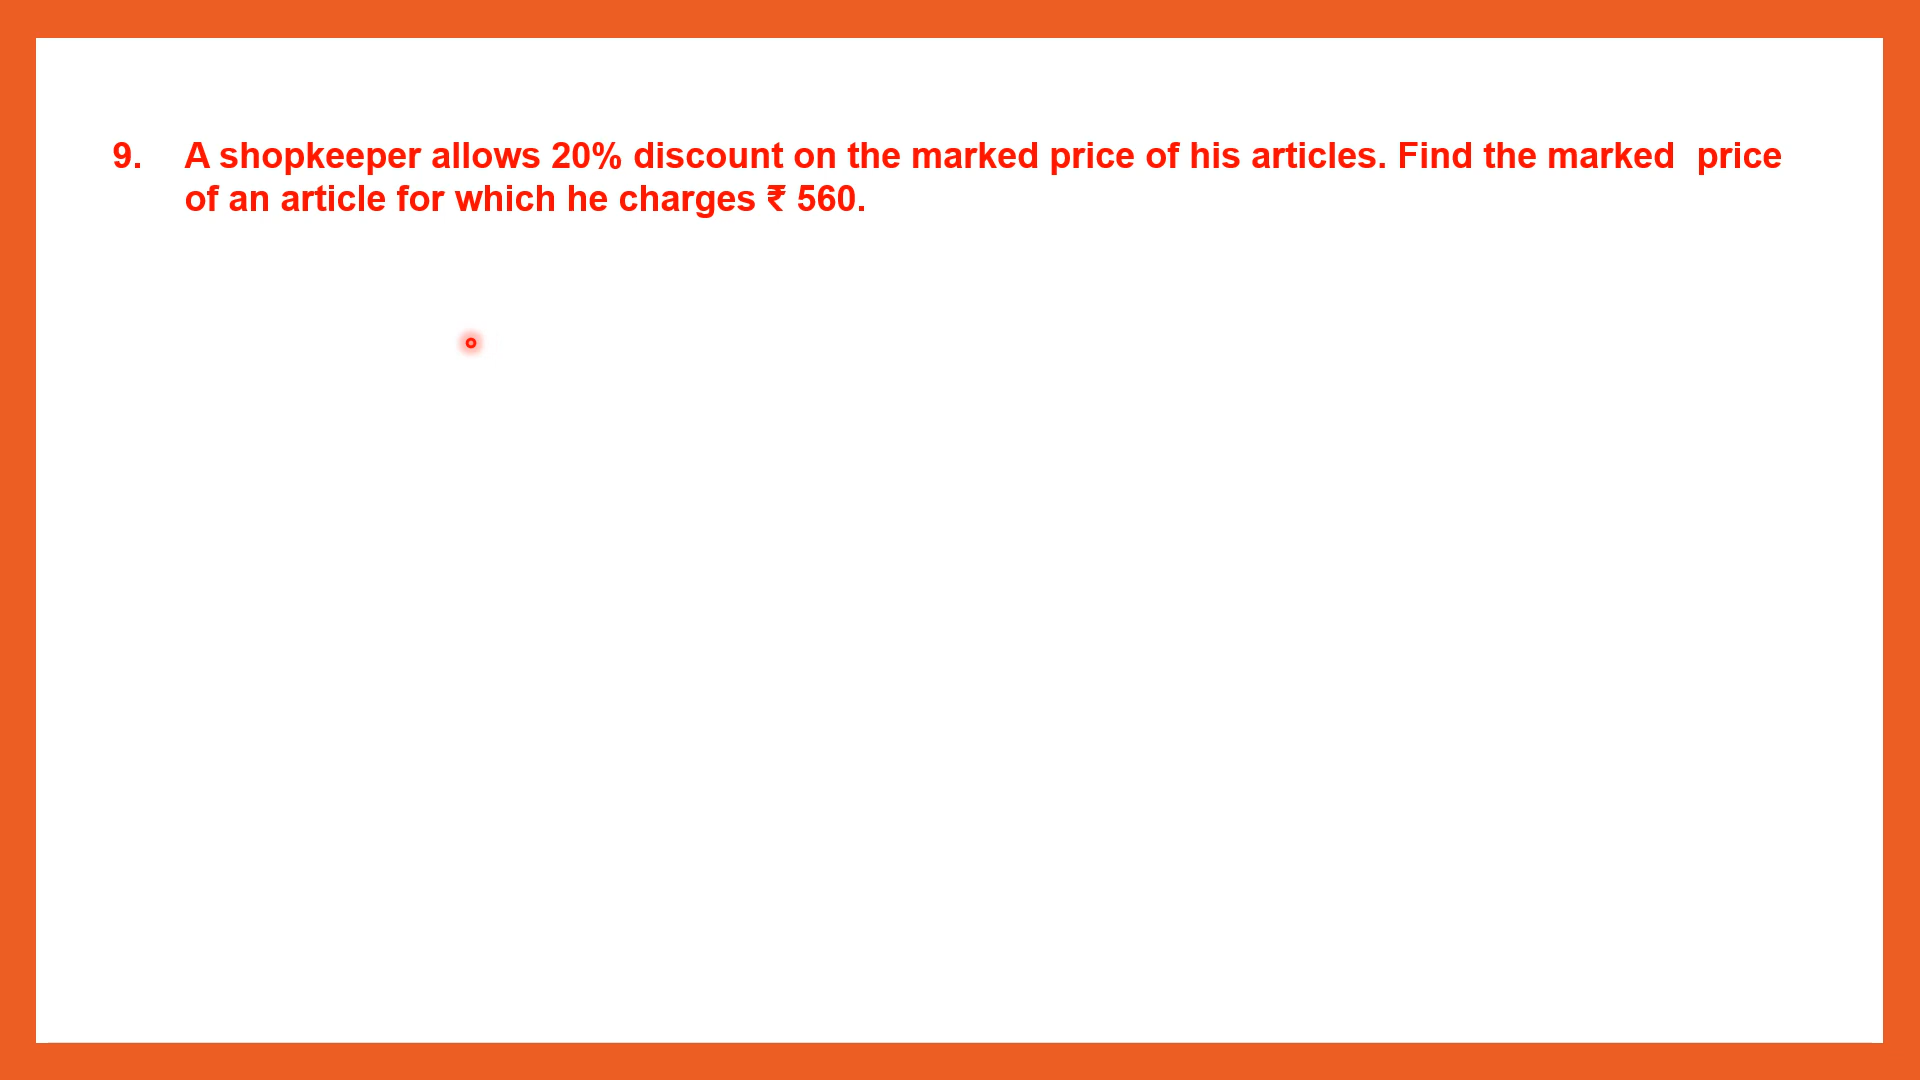 9. A shopkeeper allows 20% discount on the marked price of his articles. Find the marked price
of an article for which he charges ₹ 560.